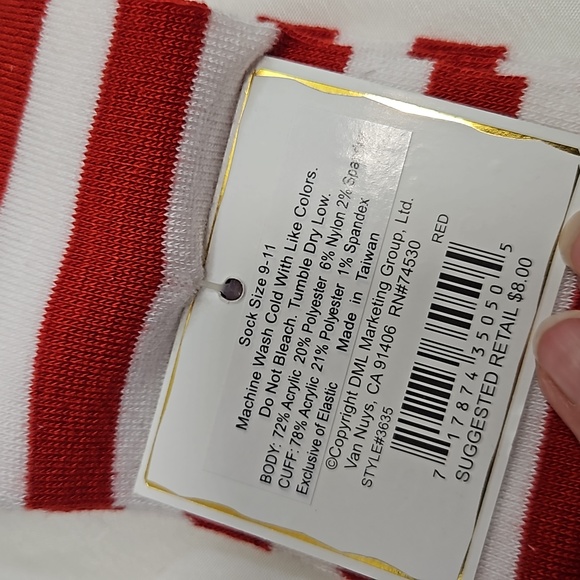 Sock Size 9-11
Machine Wash Cold With Like Colors.
Do Not Bleach. Tumble Dry Low.
BODY: 72% Acrylic 20% Polyester 6% Nylon 2% Spa
CUFF: 78% Acrylic 21% Polyester 1% Spandex
Exclusive of Elastic Made in Taiwan
©Copyright DML Marketing Group, Ltd.
Van Nuys, CA 91406 RN#74530
STYLE#3635 RED
7 17874 35050 5
SUGGESTED RETAIL $8.00